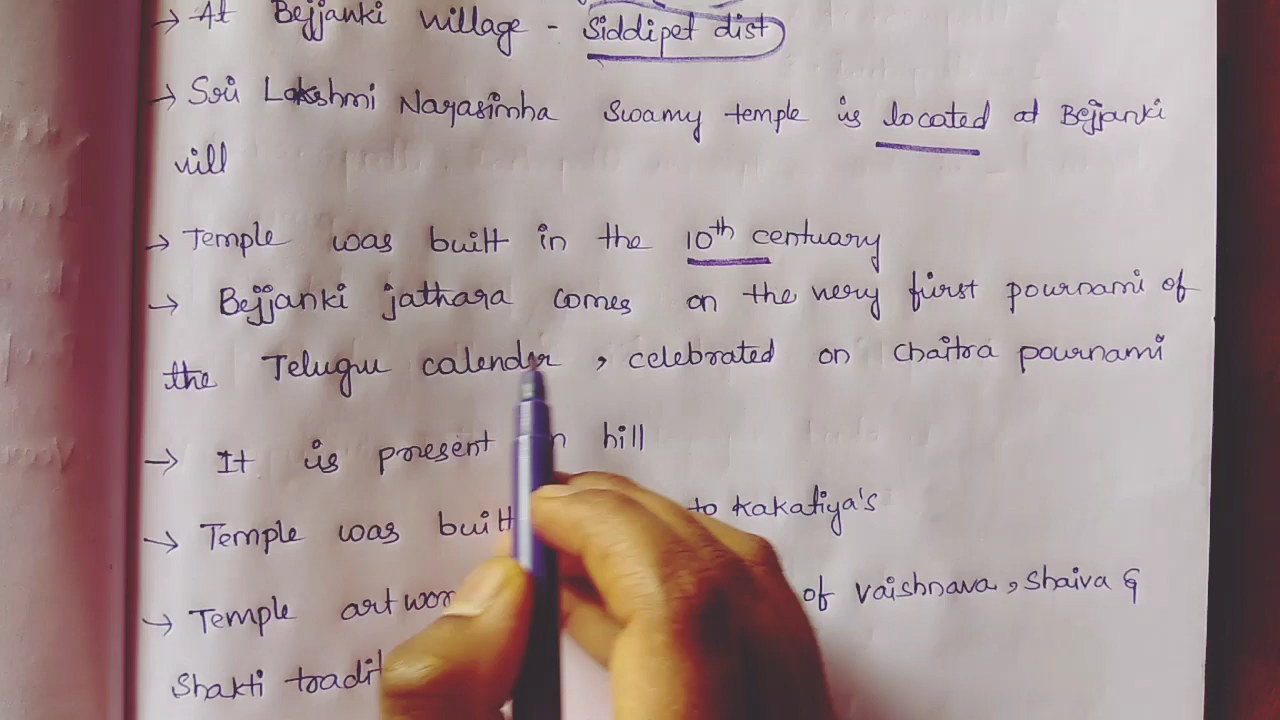 → At Bejjanki village - Siddipet dist
→ Sri Lakshmi Narasimha Swamy temple is located at Bejjanki
vill
→ Temple was built in the 10th centuary
→ Bejjanki jathara comes on the very first pournami of
the Telugu calender, celebrated on Chaitra pournami
→ It is present hill
→ Temple was built to Kakatiya's
→ Temple of vaishnava, Shaiva &
Shakti